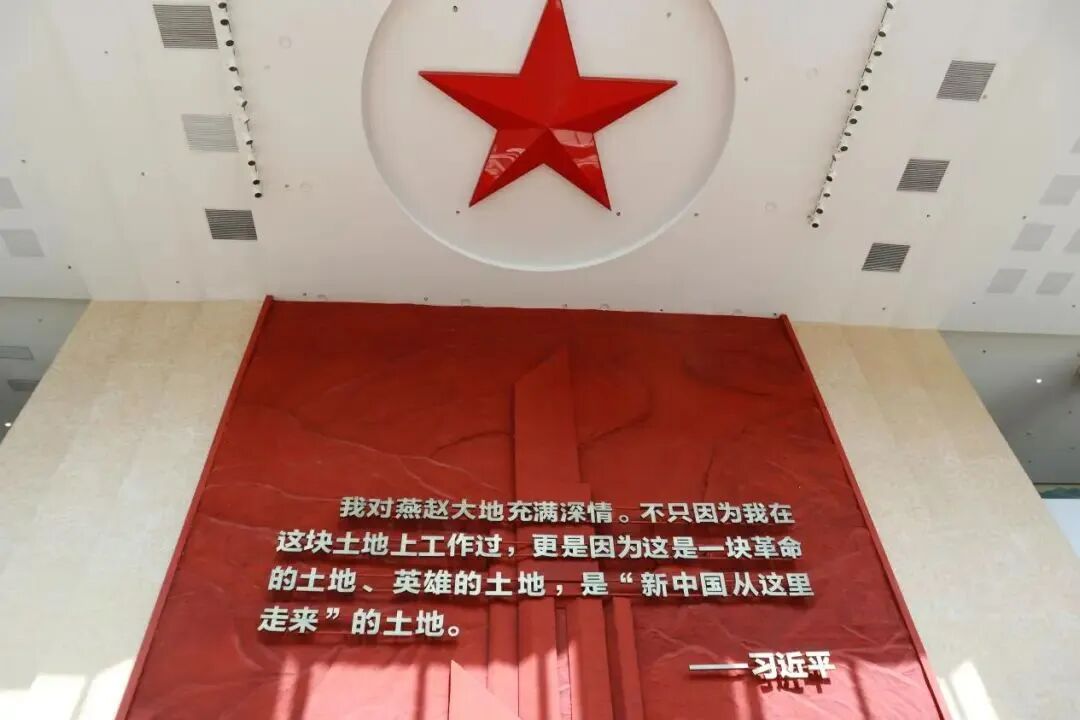 我对燕赵大地充满深情。不只因为我在
这块土地上工作过，更是因为这是一块革命
的土地、英雄的土地，是“新中国从这里
走来”的土地。
——习近平